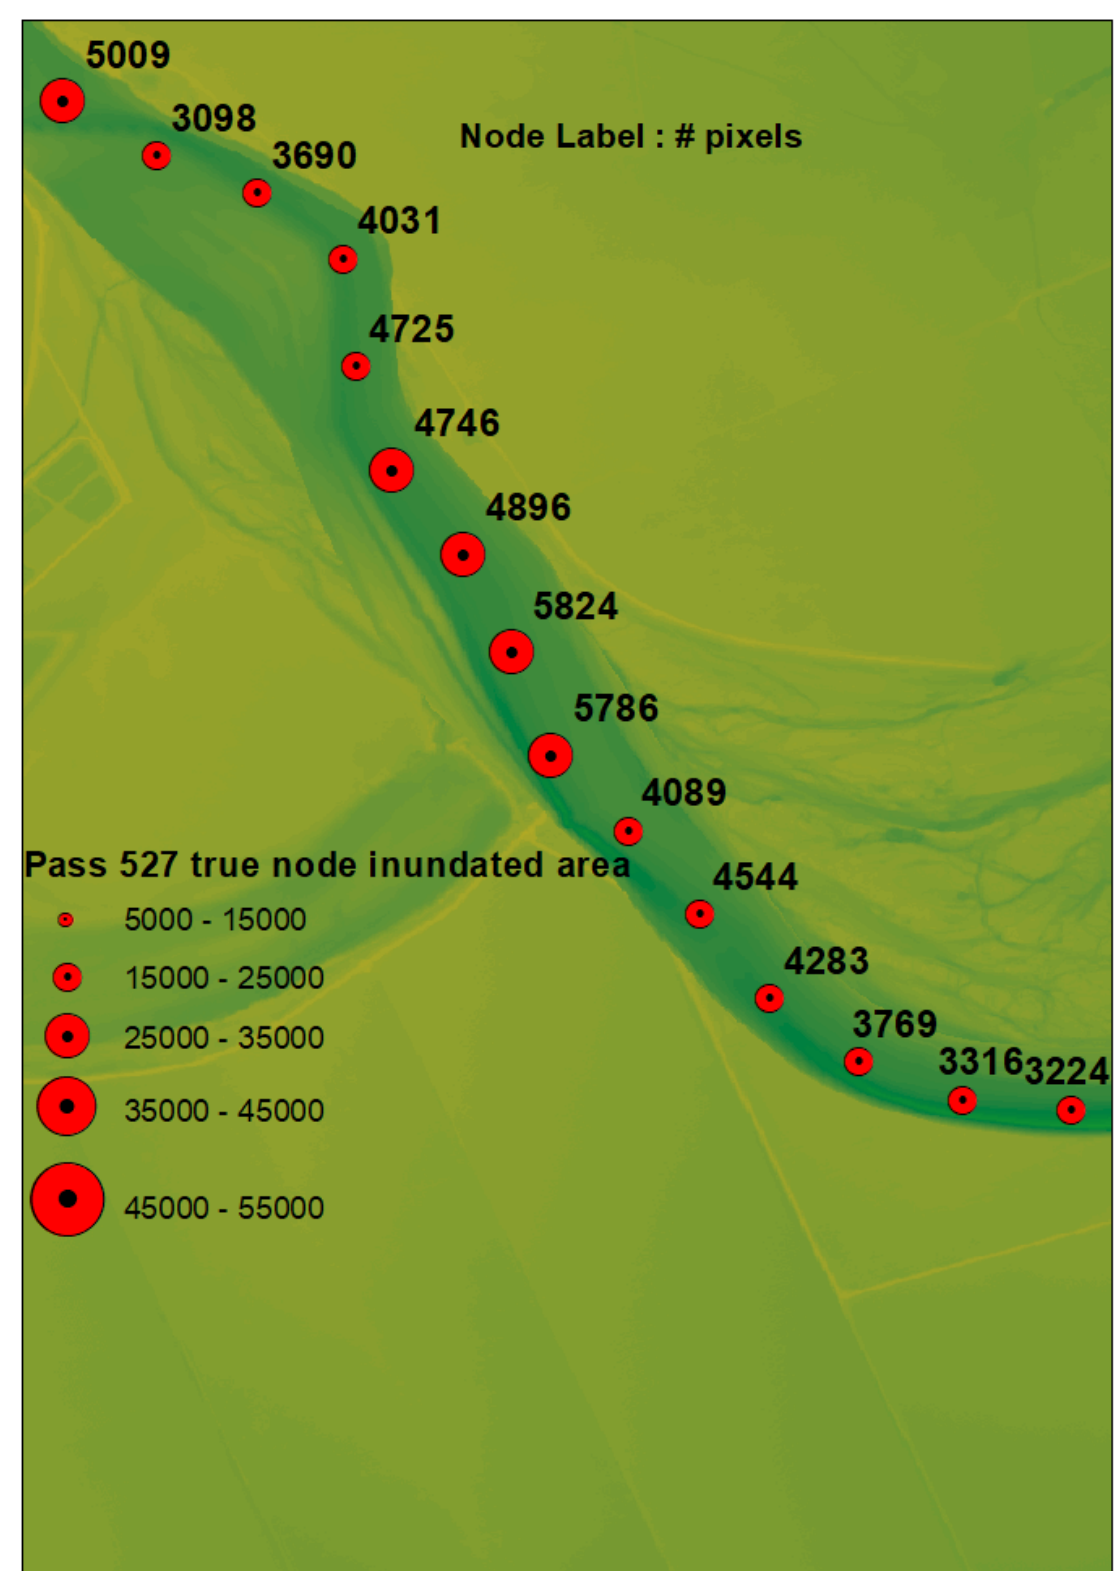 5009
3098
Node Label : # pixels
3690
4031
4725
4746
4896
5824
5786
4089
4544
4283
3769
3316
3224
Pass 527 true node inundated area
5000 - 15000
15000 - 25000
25000 - 35000
35000 - 45000
45000 - 55000